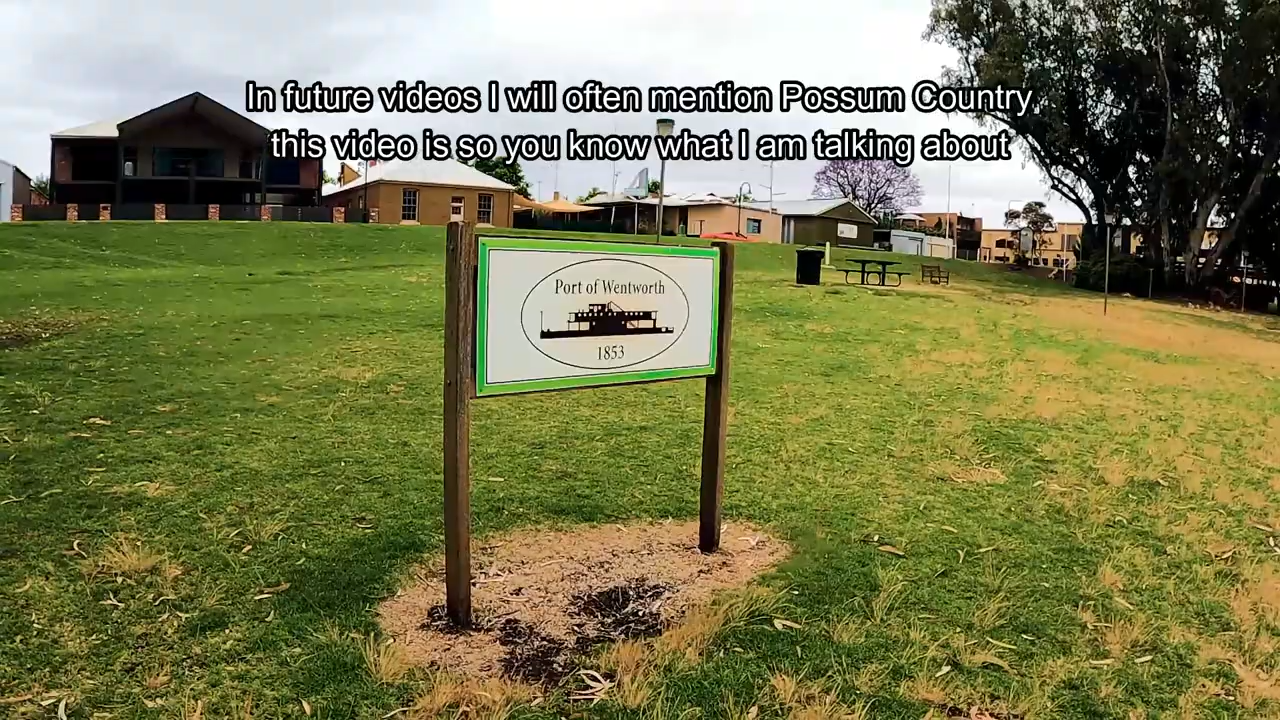 In future videos I will often mention Possum Country,
this video is so you know what I am talking about
Port of Wentworth
1853